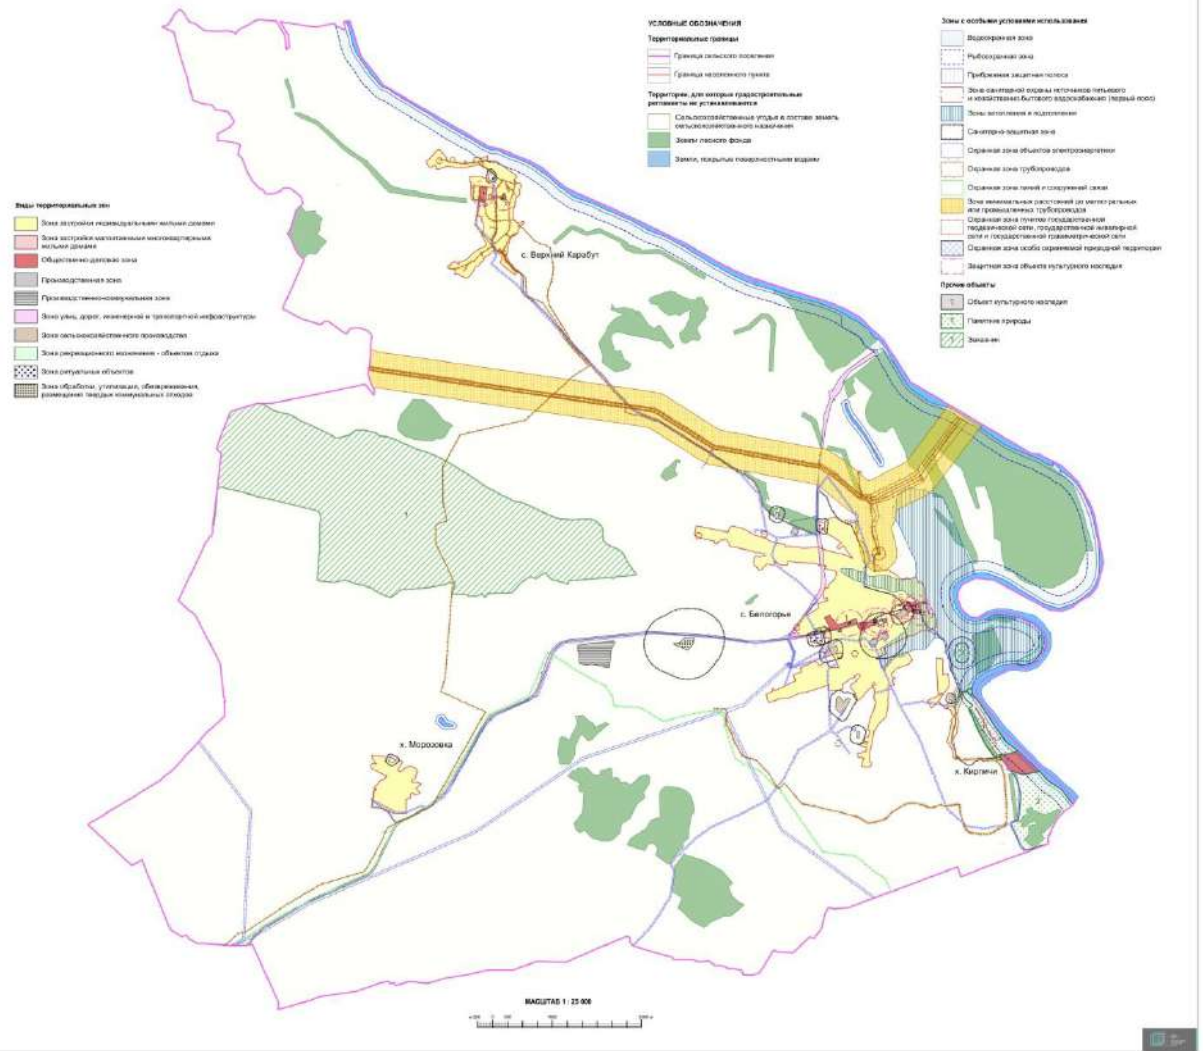 УСЛОВНЫЕ ОБОЗНАЧЕНИЯ
Территориальные границы
Граница сельского поселения
Граница населенного пункта
Территории, для которых градостроительные
регламенты не устанавливаются
Сельскохозяйственные угодья в составе земель
сельскохозяйственного назначения
Земли лесного фонда
Земли, покрытые поверхностными водами
Зоны с особыми условиями использования
Водоохранная зона
Рыбоохранная зона
Прибрежная защитная полоса
Зона санитарной охраны источников питьевого
и хозяйственно-бытового водоснабжения (первый пояс)
Зоны затопления и подтопления
Санитарно-защитная зона
Охранная зона объектов электроэнергетики
Охранная зона трубопроводов
Охранная зона линий и сооружений связи
Зона минимальных расстояний до магистральных
или промышленных трубопроводов
Охранная зона пунктов государственной
геодезической сети, государственной нивелирной
сети и государственной гравиметрической сети
Охранная зона особо охраняемой природной территории
Защитная зона объекта культурного наследия
Прочие объекты
Объект культурного наследия
Памятник природы
Заказник
Виды территориальных зон
Зона застройки индивидуальными жилыми домами
Зона застройки малоэтажными многоквартирными
жилыми домами
Общественно-деловая зона
Производственная зона
Производственно-коммунальная зона
Зона улиц, дорог, инженерной и транспортной инфраструктуры
Зона сельскохозяйственного производства
Зона рекреационного назначения - объектов отдыха
Зона ритуальных объектов
Зона обработки, утилизации, обезвреживания,
размещения твердых коммунальных отходов
с. Верхний Карабут
с. Белогорье
х. Морозовка
х. Кирпичи
МАСШТАБ 1 : 25 000